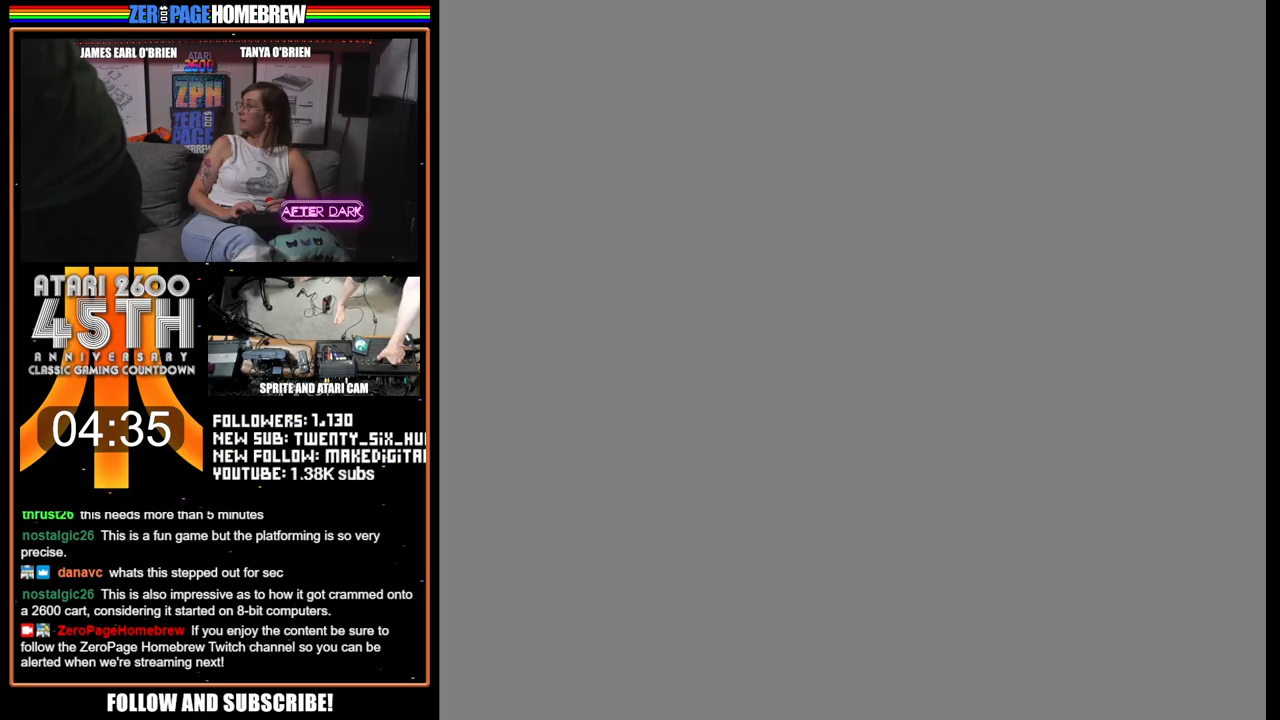 ZEROPAGE HOMEBREW
JAMES EARL O'BRIEN
TANYA O'BRIEN
ATARI
2600
ZPH
ZERO
PAGE
AFTER DARK
ATARI 2600
45TH
ANNIVERSARY
CLASSIC GAMING COUNTDOWN
04:35
SPRITE AND ATARI CAM
FOLLOWERS: 1,130
NEW SUB: TWENTY_SIX_HU
NEW FOLLOW: MAKEDIGITA
YOUTUBE: 1.38K subs
thrust26 this needs more than 5 minutes
nostalgic26 This is a fun game but the platforming is so very
precise.
danavc whats this stepped out for sec
nostalgic26 This is also impressive as to how it got crammed onto
a 2600 cart, considering it started on 8-bit computers.
ZeroPageHomebrew If you enjoy the content be sure to
follow the ZeroPage Homebrew Twitch channel so you can be
alerted when we're streaming next!
FOLLOW AND SUBSCRIBE!